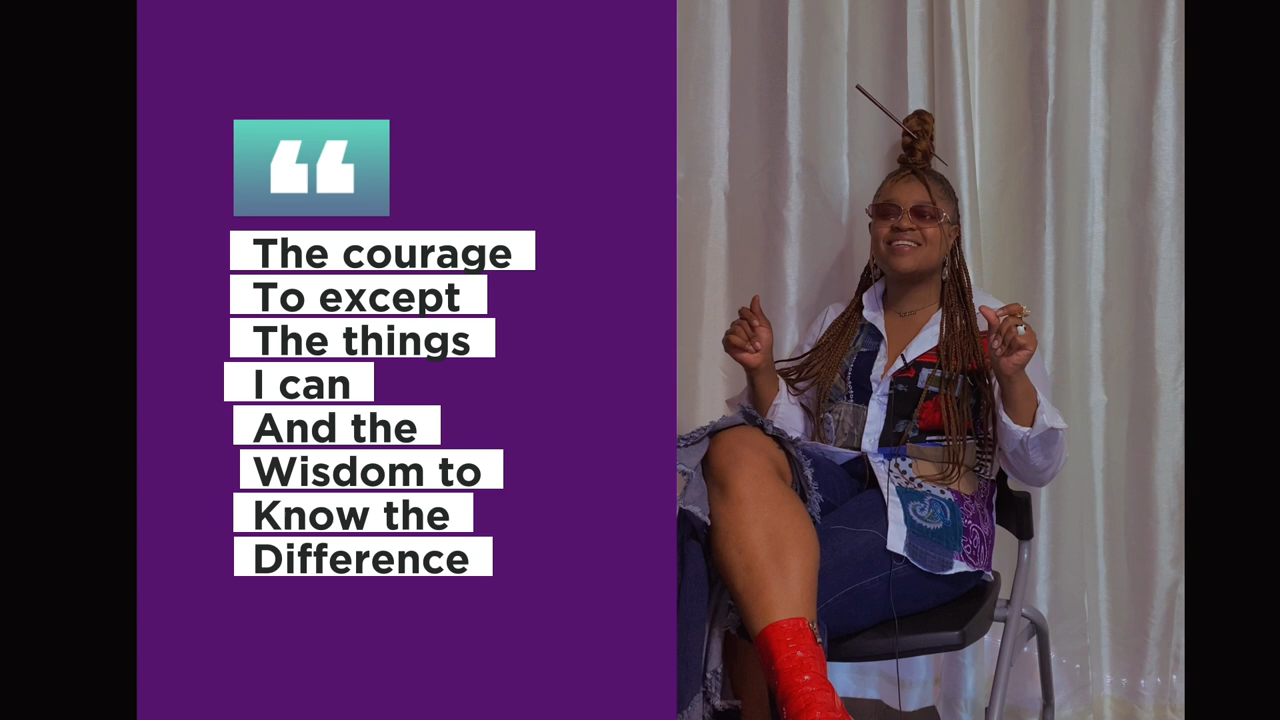 “
The courage
To except
The things
I can
And the
Wisdom to
Know the
Difference